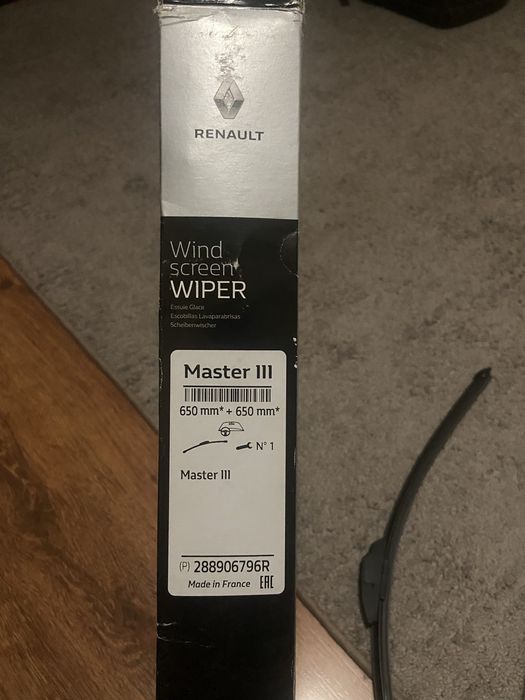 RENAULT
Wind
screen
WIPER
Essuie Glace
Escobillas Lavaparabrisas
Scheibenwischer
Master III
650 mm* + 650 mm*
N° 1
Master III
(P) 288906796R
Made in France EAC